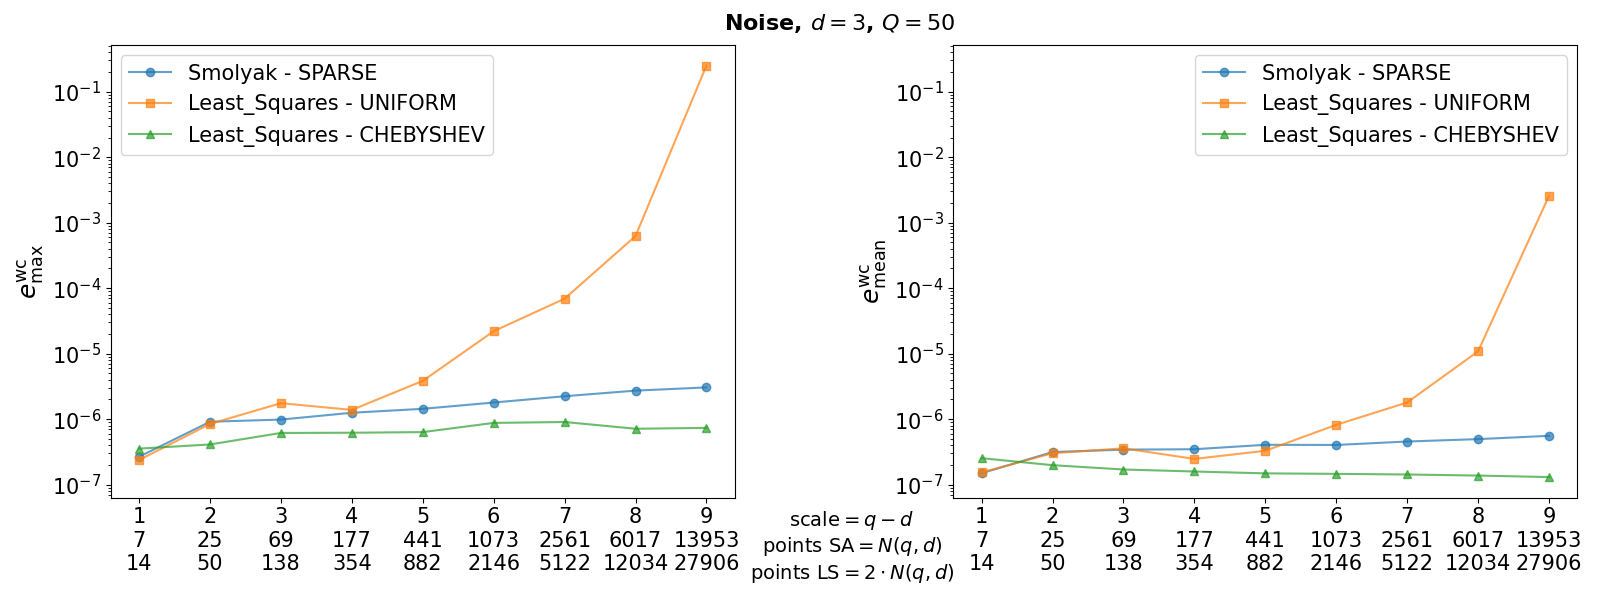 Noise, d = 3, Q = 50
Smolyak - SPARSE
Least_Squares - UNIFORM
Least_Squares - CHEBYSHEV
10⁻¹
10⁻²
10⁻³
10⁻⁴
10⁻⁵
10⁻⁶
10⁻⁷
e^wc_max
1 2 3 4 5 6 7 8 9
7 25 69 177 441 1073 2561 6017 13953
14 50 138 354 882 2146 5122 12034 27906
scale = q − d
points SA = N(q, d)
points LS = 2 · N(q, d)
Smolyak - SPARSE
Least_Squares - UNIFORM
Least_Squares - CHEBYSHEV
10⁻¹
10⁻²
10⁻³
10⁻⁴
10⁻⁵
10⁻⁶
10⁻⁷
e^wc_mean
1 2 3 4 5 6 7 8 9
7 25 69 177 441 1073 2561 6017 13953
14 50 138 354 882 2146 5122 12034 27906